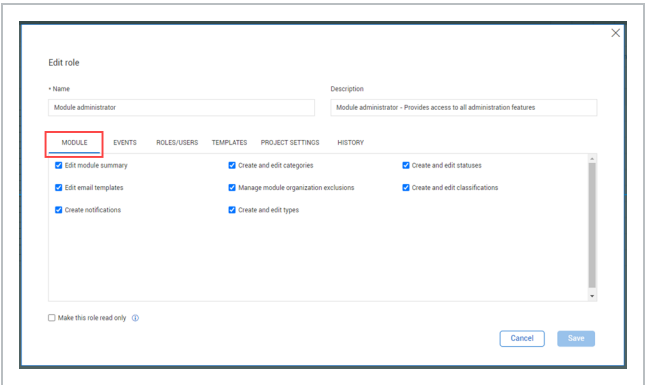 Edit role
• Name
Description
Module administrator
Module administrator - Provides access to all administration features
MODULE EVENTS ROLES/USERS TEMPLATES PROJECT SETTINGS HISTORY
Edit module summary Create and edit categories Create and edit statuses
Edit email templates Manage module organization exclusions Create and edit classifications
Create notifications Create and edit types
Make this role read only
Cancel Save